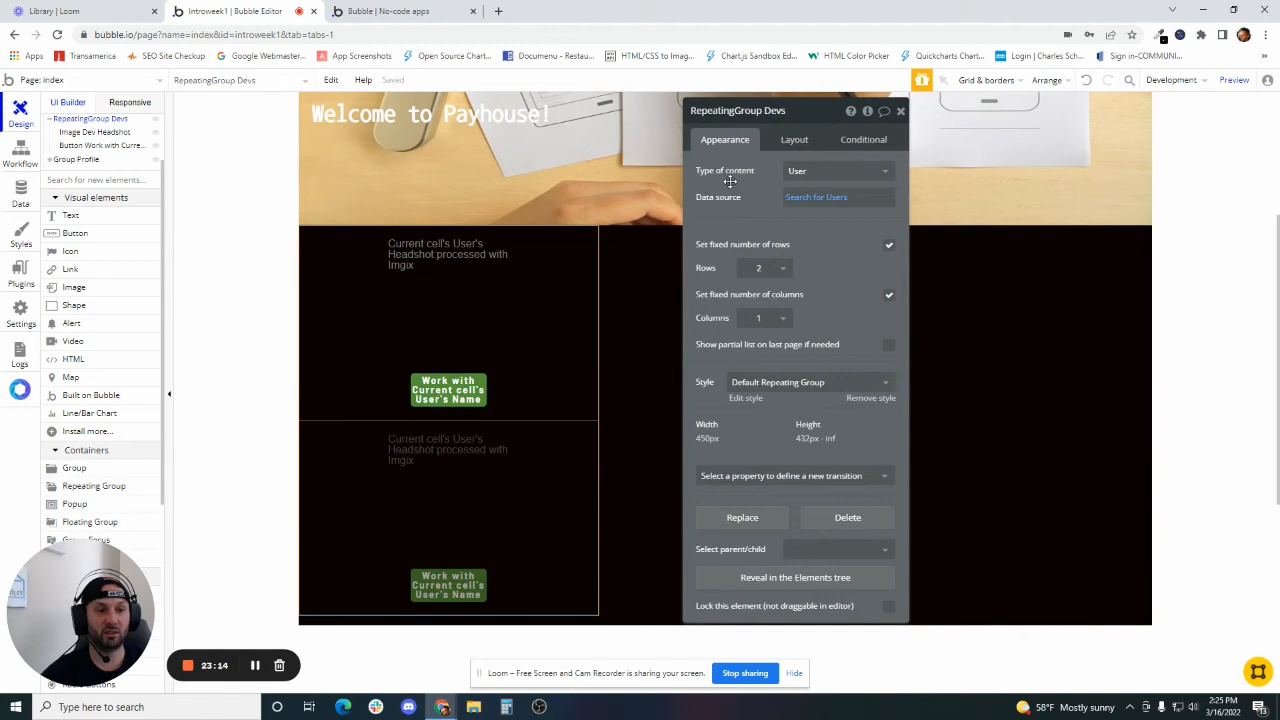 Library | Loom
Introweek1 | Bubble Editor
Bubble | No-code apps
bubble.io/page?name=index&id=introweek1&tab=tabs-1
Apps
Transamerica
SEO Site Checkup
Google Analytics
Lease Management
Open Source Chart...
Documenu - Restau...
HTML/CSS to Imag...
Chart.js Sandbox Ed...
HTML Color Picker
Quickcharts Chart...
Login | Charles Sch...
Sign in-COMMUNI...
Page: index
RepeatingGroup Devs
Edit
Help
Saved
Grid & borders
Arrange
Development
Preview
Design
Workflow
Data
Styles
Plugins
Settings
Logs
UI Builder
Responsive
RepeatingGroup Devs
Image Dev Headshot
Button Work with Curre...
Group Profile
Search for new elements...
Text
Button
CLICK
Icon
Link
Image
Shape
Alert
Video
HTML
</>
Map
Built on Bubble
Line/Bar Chart
Install more...
Containers
Group
Repeating Group
Popup
Floating Group
Group Focus
Welcome to Payhouse!
Current cell's User's
Headshot:processed with
Imgix
Work with
Current cell's
User's Name
Current cell's User's
Headshot:processed with
Imgix
Work with
Current cell's
User's Name
RepeatingGroup Devs
Appearance
Layout
Conditional
Type of content
User
Data source
Search for Users
Set fixed number of rows
Rows
2
Set fixed number of columns
Columns
1
Show partial list on last page if needed
Style
Default Repeating Group
Edit style
Remove style
Width
Height
450px
432px - inf
Select a property to define a new transition
Replace
Delete
Select parent/child
Reveal in the Elements tree
Lock this element (not draggable in editor)
23:14
Loom – Free Screen and Cam Recorder is sharing your screen.
Stop sharing
Hide
Type here to search
58°F Mostly sunny
2:25 PM
3/16/2022